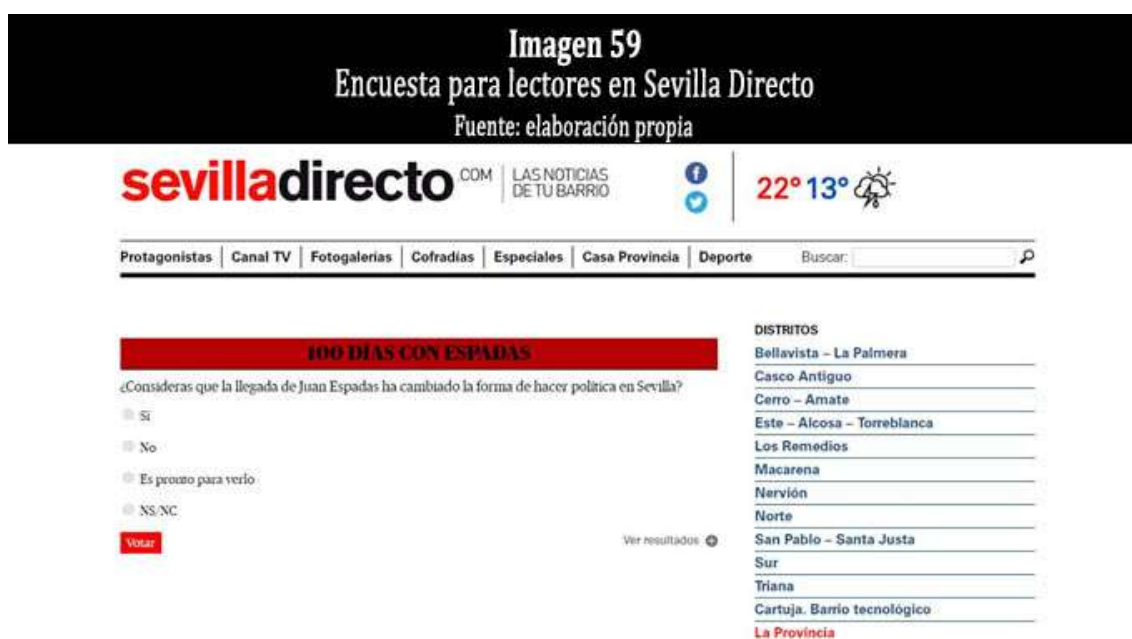 Imagen 59
Encuesta para lectores en Sevilla Directo
Fuente: elaboración propia
sevilladirecto COM
LAS NOTICIAS
DE TU BARRIO
22° 13°
Protagonistas | Canal TV | Fotogalerías | Cofradías | Especiales | Casa Provincia | Deporte
Buscar:
100 DÍAS CON ESPADAS
¿Consideras que la llegada de Juan Espadas ha cambiado la forma de hacer política en Sevilla?
Sí
No
Es pronto para verlo
NS/NC
Votar
Ver resultados
DISTRITOS
Bellavista – La Palmera
Casco Antiguo
Cerro – Amate
Este – Alcosa – Torreblanca
Los Remedios
Macarena
Nervión
Norte
San Pablo – Santa Justa
Sur
Triana
Cartuja. Barrio tecnológico
La Provincia